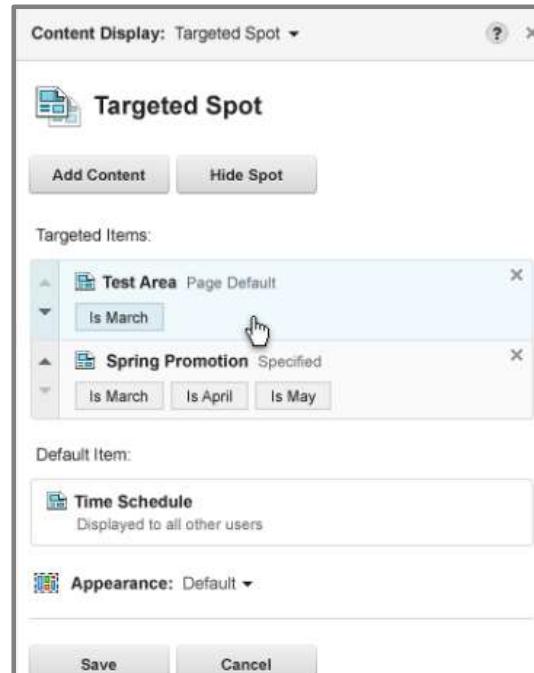 Content Display: Targeted Spot
?
Targeted Spot
Add Content Hide Spot
Targeted Items:
Test Area Page Default
Is March
Spring Promotion Specified
Is March Is April Is May
Default Item:
Time Schedule
Displayed to all other users
Appearance: Default
Save Cancel